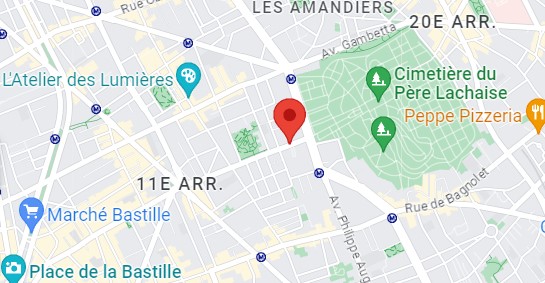 LES AMANDIERS
20E ARR.
Rue O
Av. Gambetta
L'Atelier des Lumières
Cimetière du
Père Lachaise
Peppe Pizzeria
11E ARR.
Rue de Bagnolet
Marché Bastille
Av. Philippe Aug
Place de la Bastille